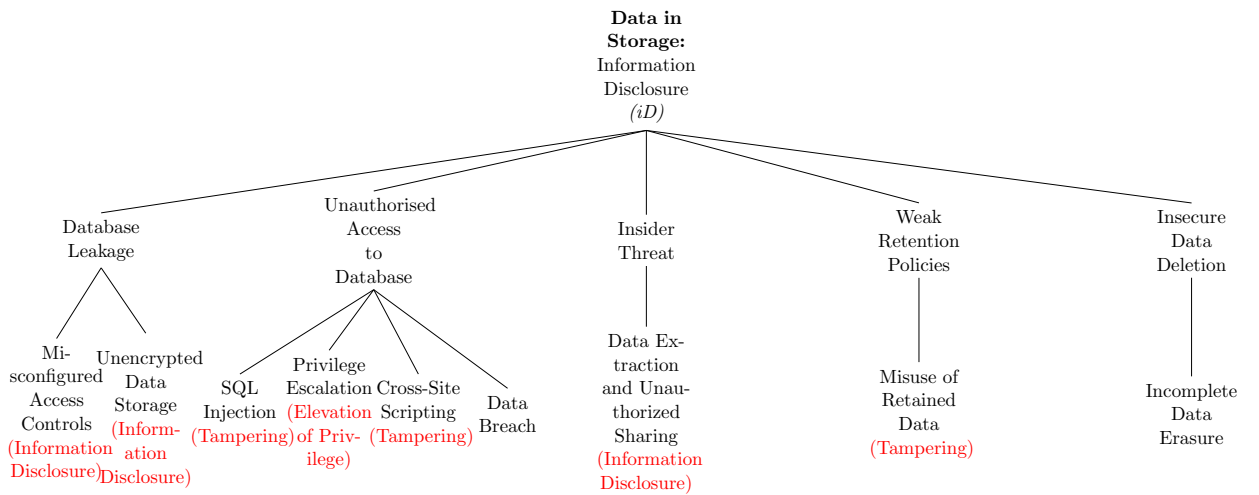 Data in
Storage:
Information
Disclosure
(iD)
Database
Leakage
Unauthorised
Access
to
Database
Insider
Threat
Weak
Retention
Policies
Insecure
Data
Deletion
Mi-
sconfigured
Access
Controls
(Information
Disclosure)
Unencrypted
Data
Storage
(Inform-
ation
Disclosure)
SQL
Injection
(Tampering)
Privilege
Escalation
(Elevation
of Priv-
ilege)
Cross-Site
Scripting
(Tampering)
Data
Breach
Data Ex-
traction
and Unau-
thorized
Sharing
(Information
Disclosure)
Misuse of
Retained
Data
(Tampering)
Incomplete
Data
Erasure